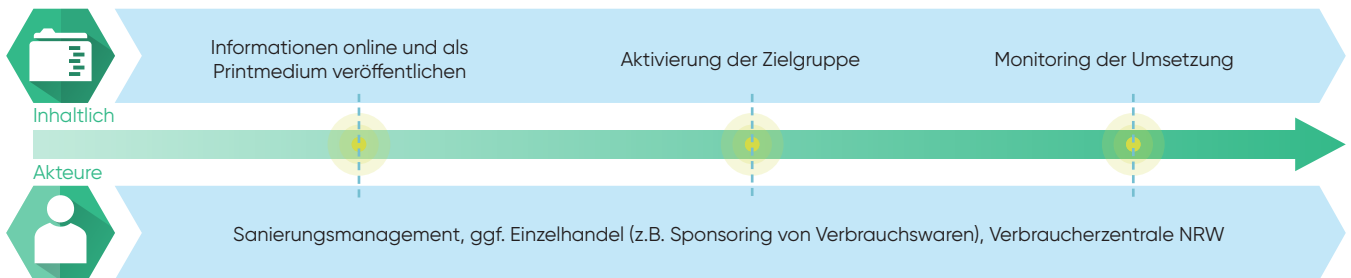 Informationen online und als
Printmedium veröffentlichen
Aktivierung der Zielgruppe
Monitoring der Umsetzung
Inhaltlich
Akteure
Sanierungsmanagement, ggf. Einzelhandel (z.B. Sponsoring von Verbrauchswaren), Verbraucherzentrale NRW